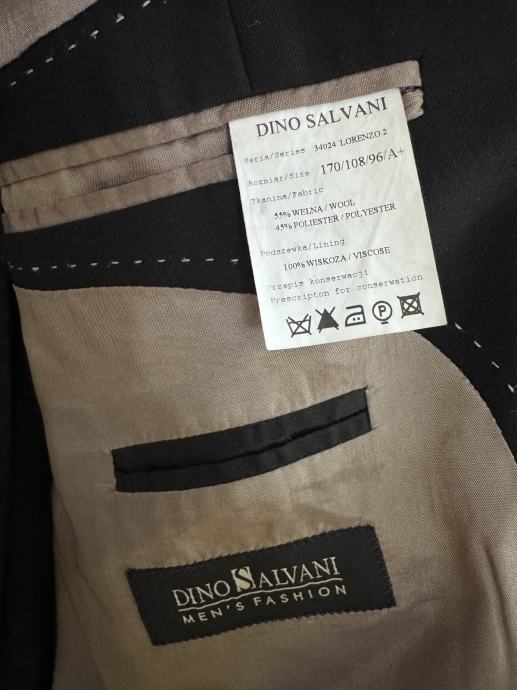 DINO SALVANI
Seria/Series 34024 LORENZO 2
Rozmiar/Size 170/108/96/A+
Tkanina/Fabric
55% WEŁNA / WOOL
45% POLIESTER / POLYESTER
Podszewka/Lining
100% WISKOZA / VISCOSE
Przepis konserwacji
Prescripton for conserwation
P
DINO SALVANI
MEN'S FASHION